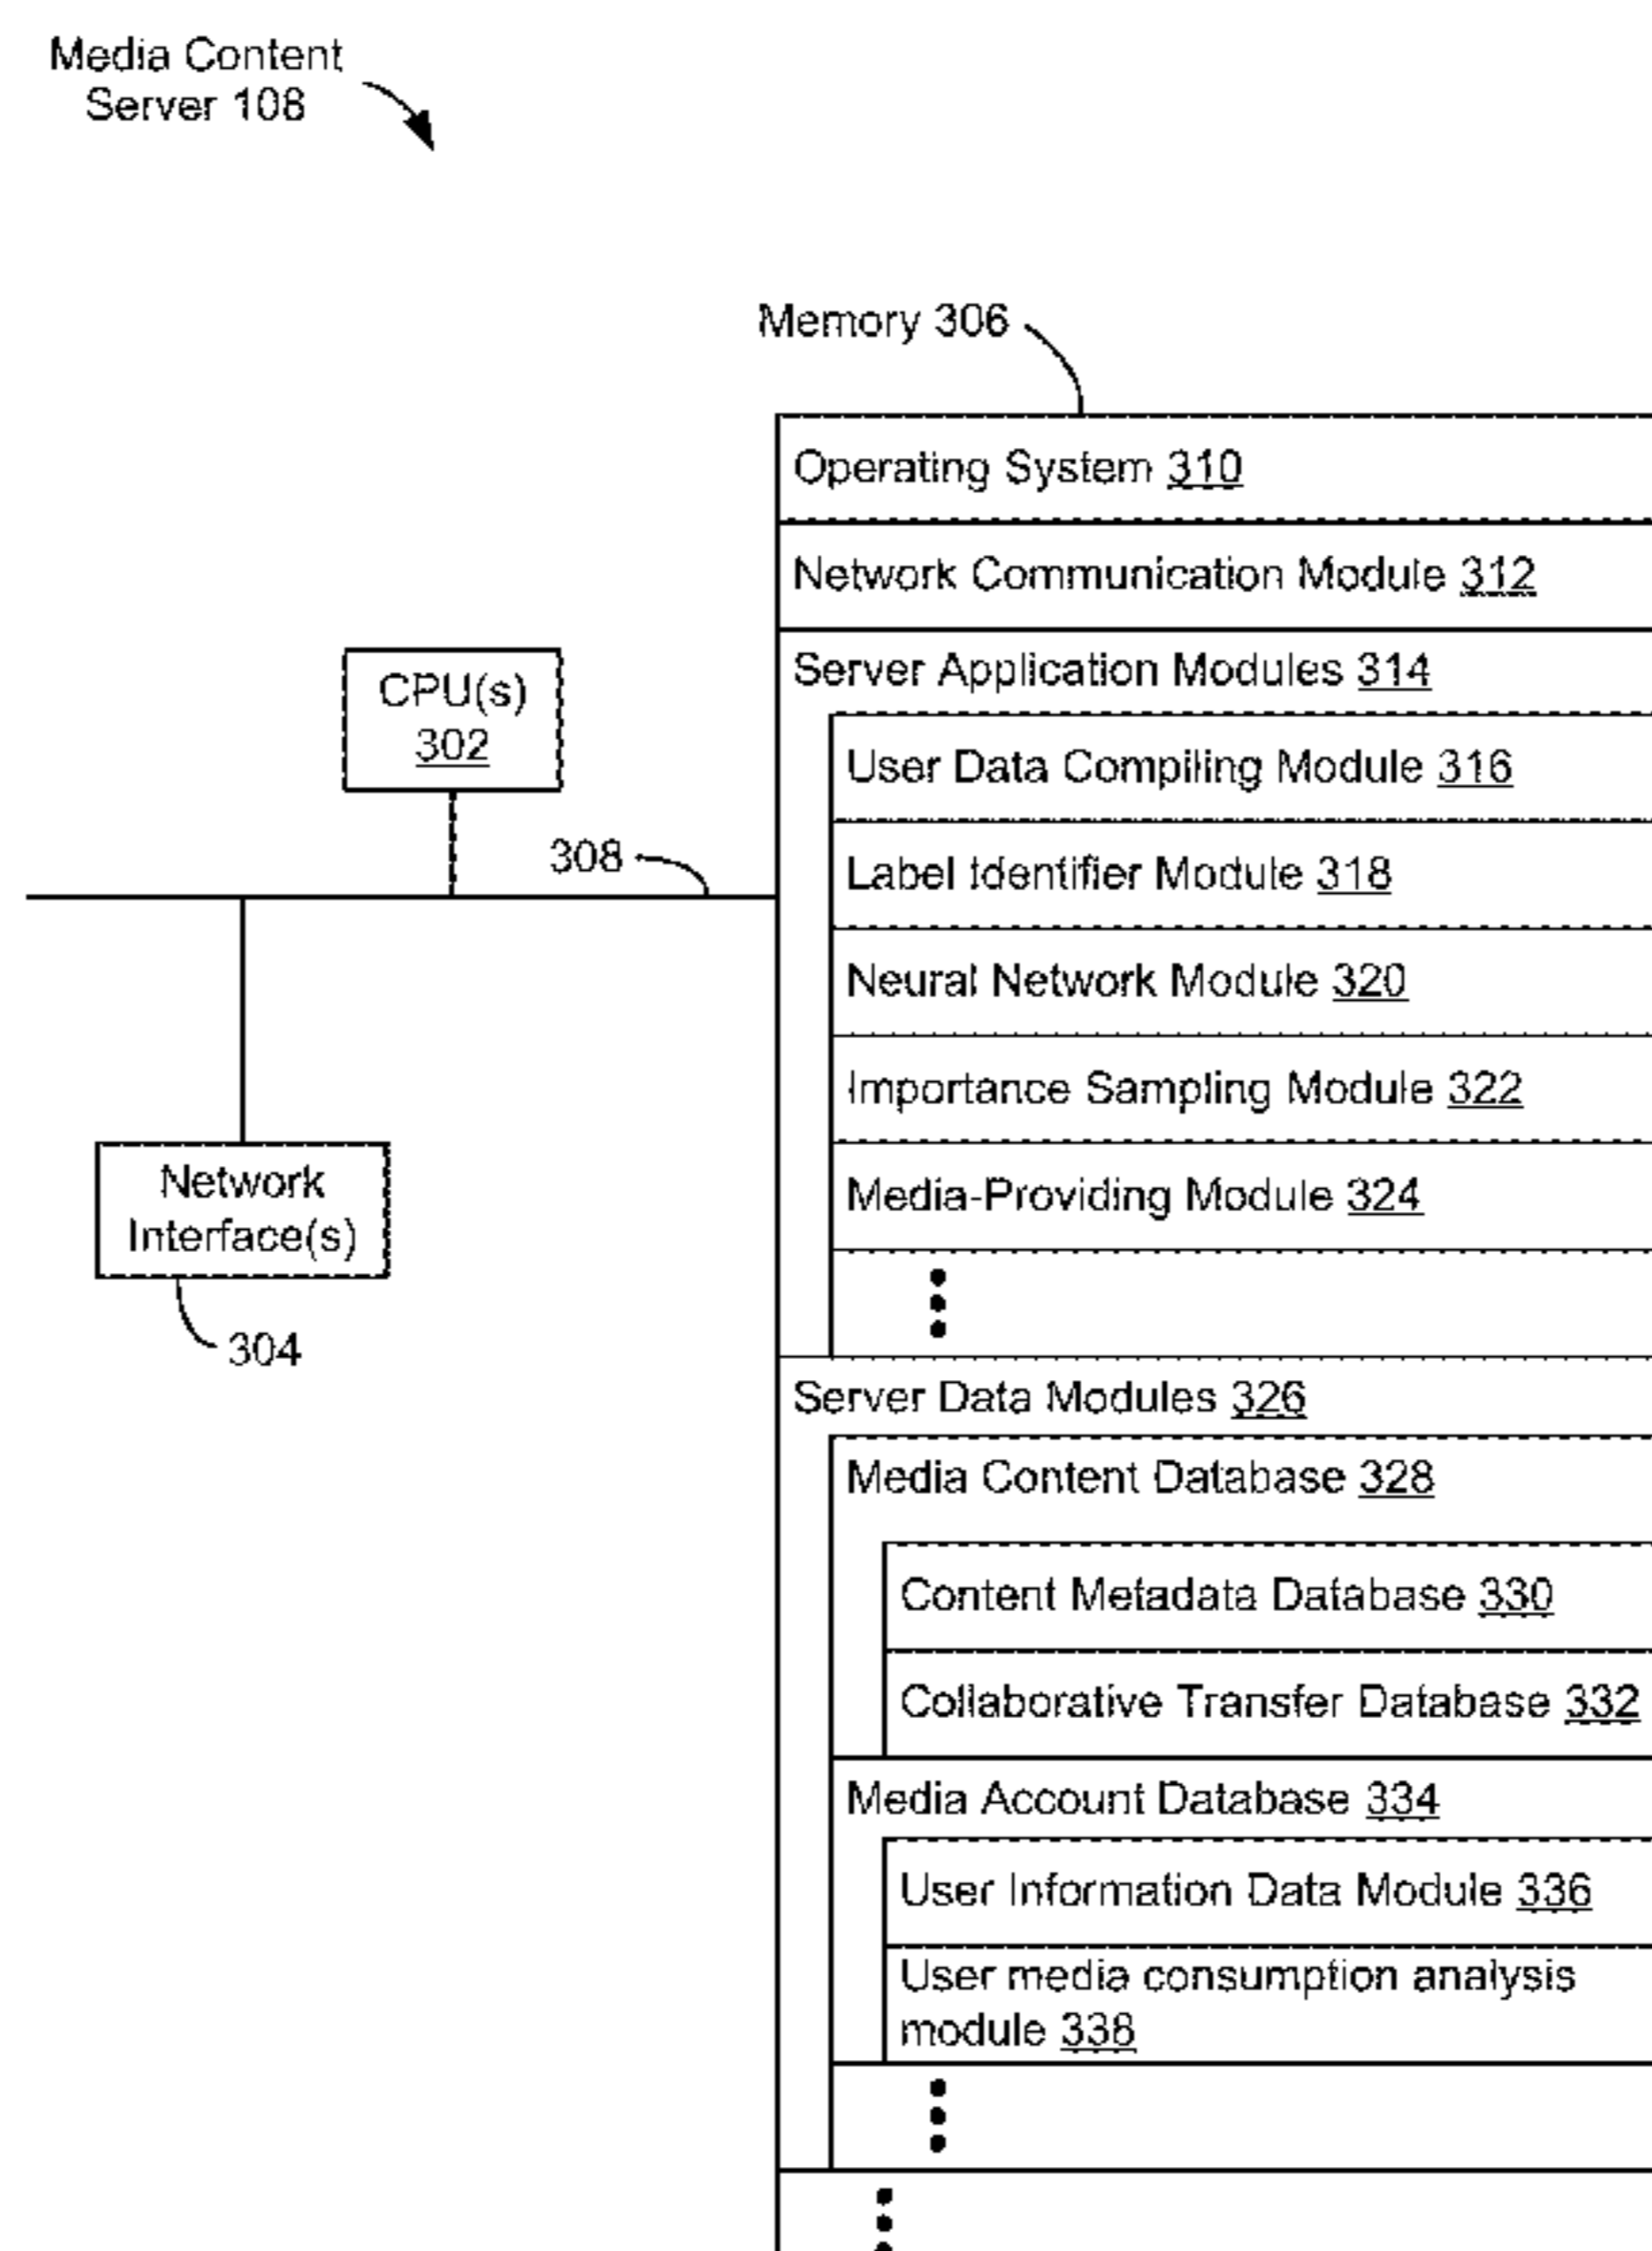 Media Content
Server 108
Memory 306
Operating System 310
Network Communication Module 312
Server Application Modules 314
CPU(s)
302
User Data Compiling Module 316
308
Label Identifier Module 318
Neural Network Module 320
Importance Sampling Module 322
Network
Interface(s)
Media-Providing Module 324
304
Server Data Modules 326
Media Content Database 328
Content Metadata Database 330
Collaborative Transfer Database 332
Media Account Database 334
User Information Data Module 336
User media consumption analysis
module 338